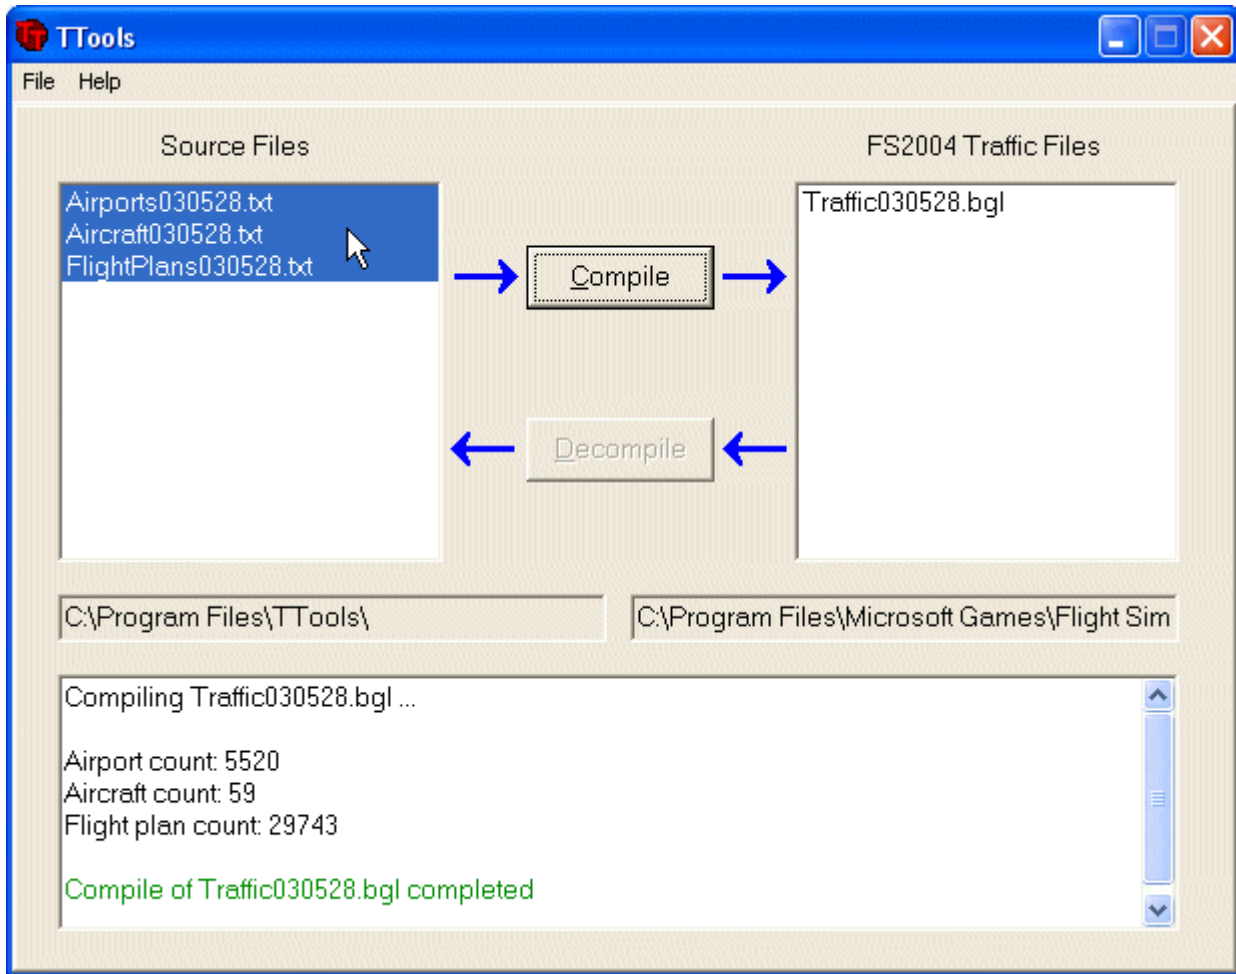 TTools
File Help
Source Files
FS2004 Traffic Files
Airports030528.txt
Aircraft030528.txt
FlightPlans030528.txt
Traffic030528.bgl
Compile
Decompile
C:\Program Files\TTools\
C:\Program Files\Microsoft Games\Flight Sim
Compiling Traffic030528.bgl ...
Airport count: 5520
Aircraft count: 59
Flight plan count: 29743
Compile of Traffic030528.bgl completed